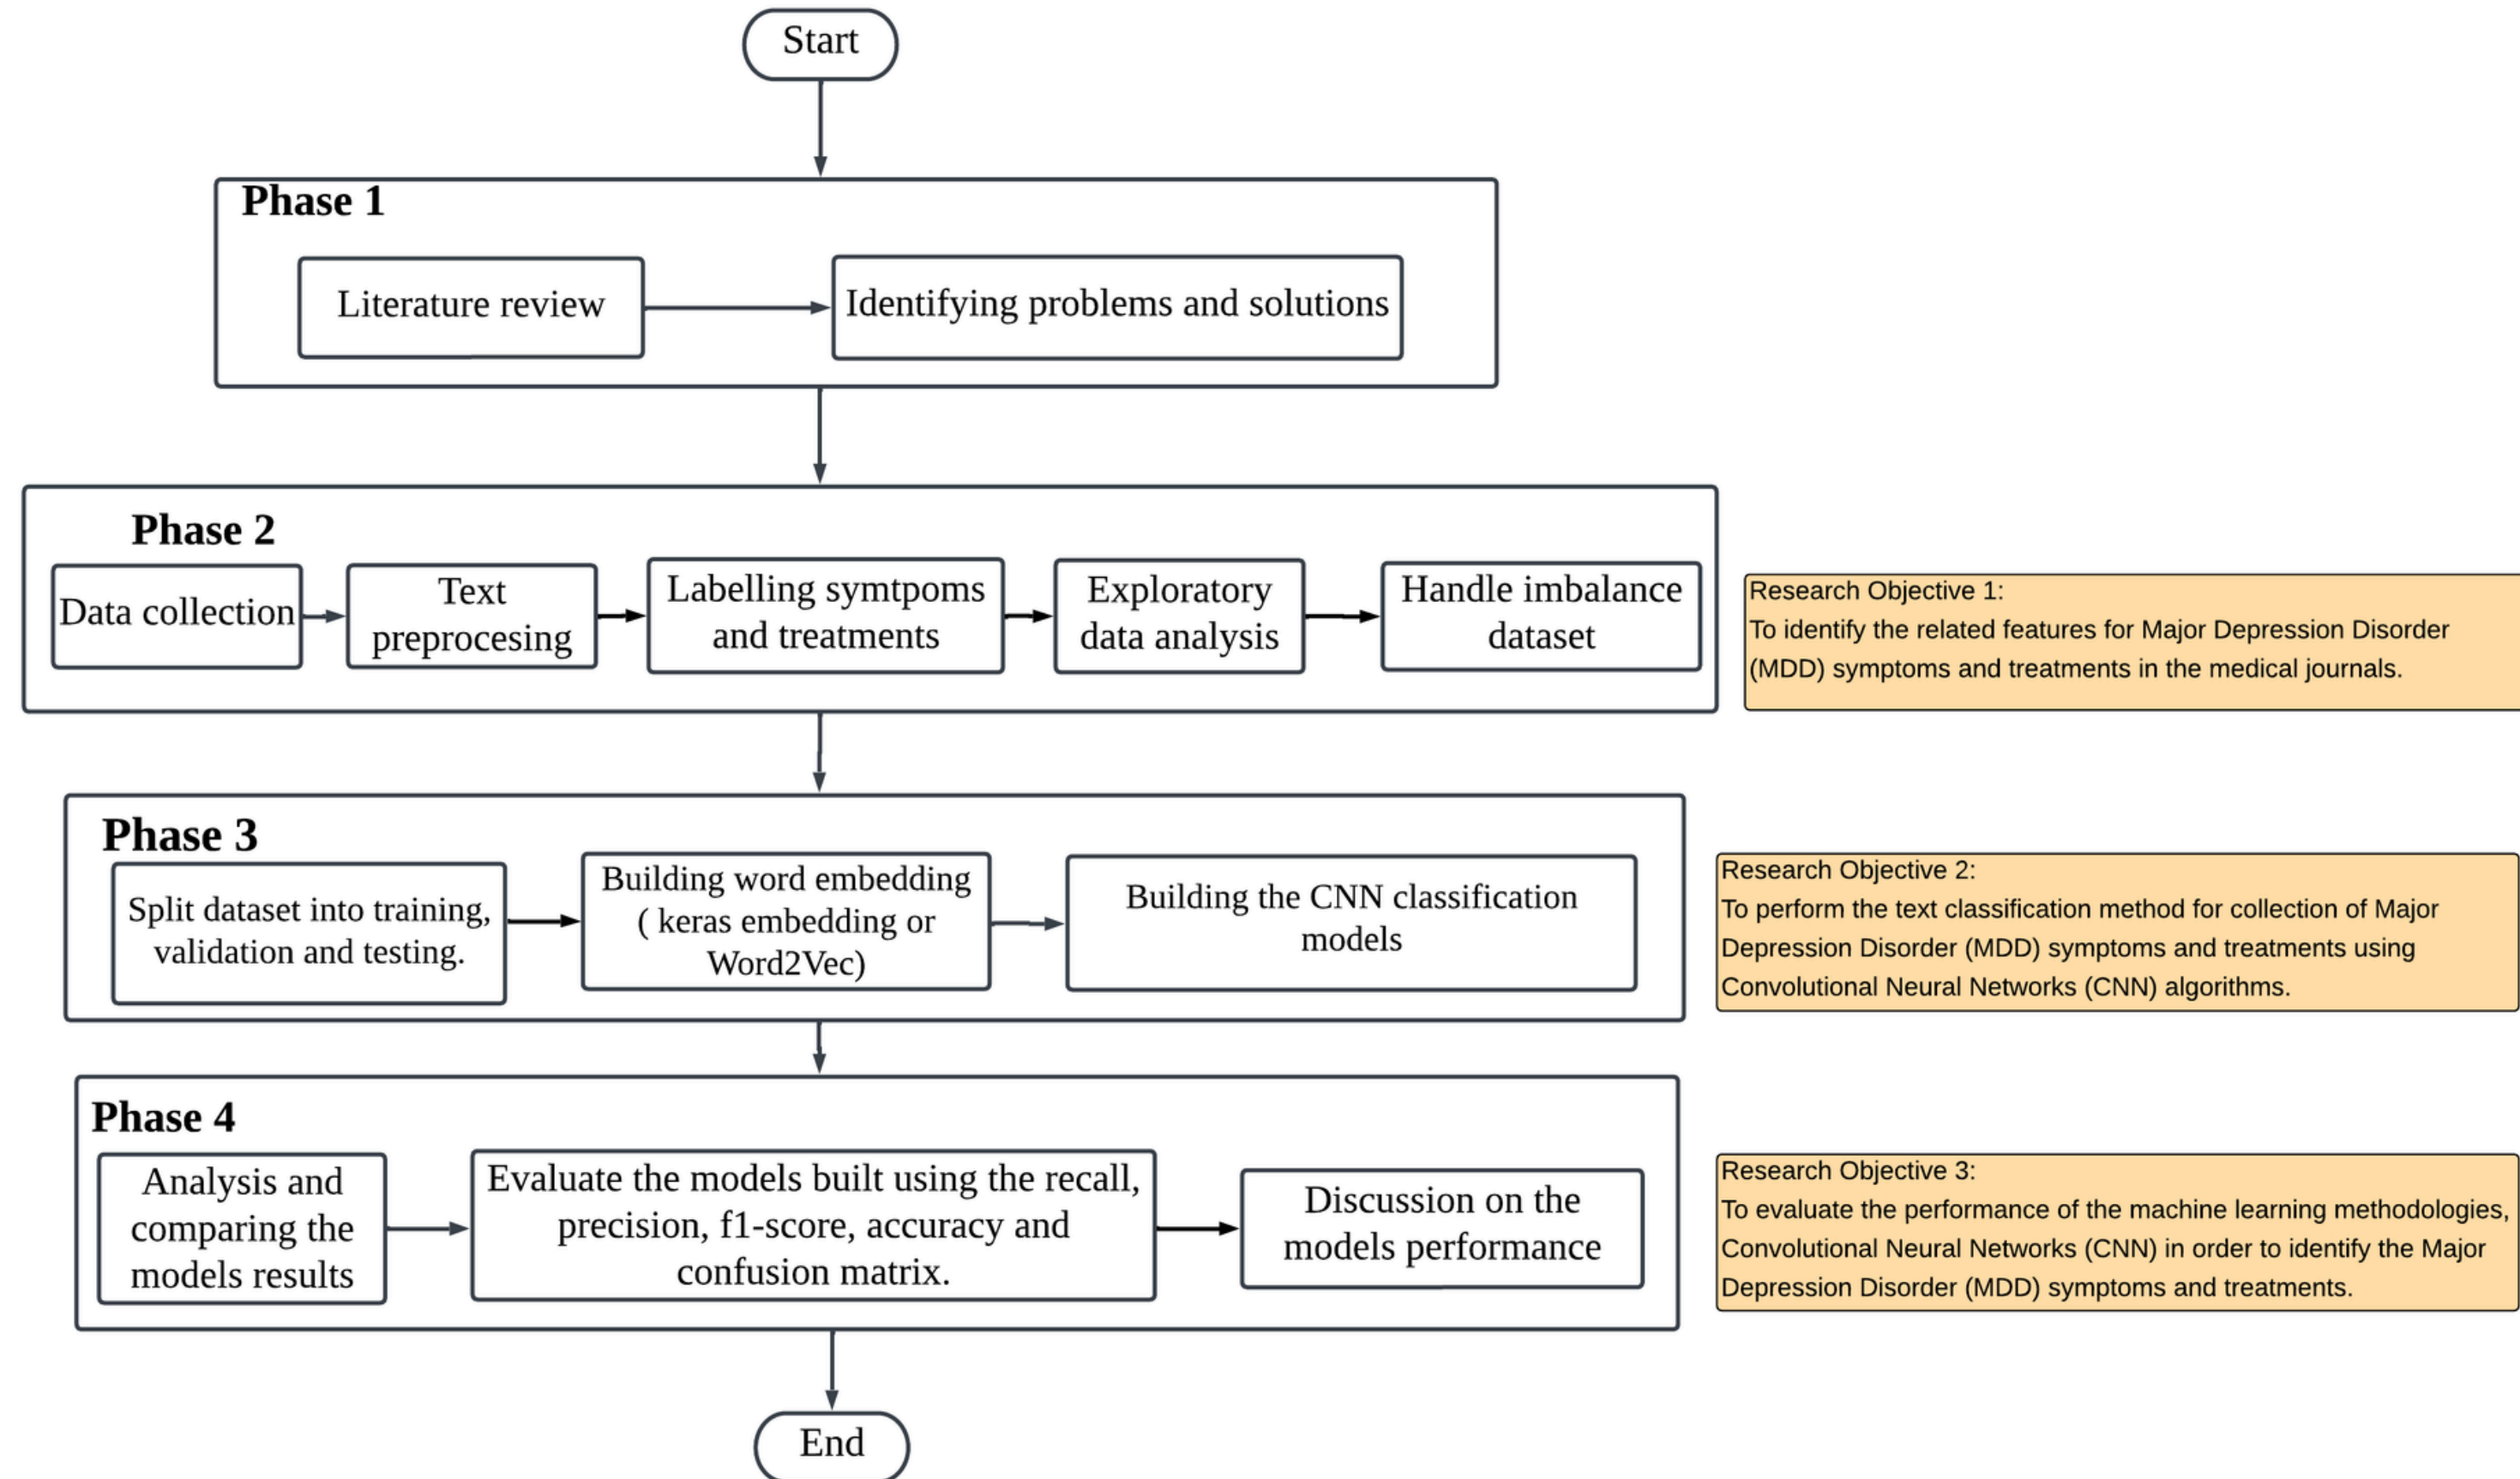 Start
Phase 1
Literature review
Identifying problems and solutions
Phase 2
Data collection
Text
preprocesing
Labelling symtpoms
and treatments
Exploratory
data analysis
Handle imbalance
dataset
Research Objective 1:
To identify the related features for Major Depression Disorder
(MDD) symptoms and treatments in the medical journals.
Phase 3
Split dataset into training,
validation and testing.
Building word embedding
( keras embedding or
Word2Vec)
Building the CNN classification
models
Research Objective 2:
To perform the text classification method for collection of Major
Depression Disorder (MDD) symptoms and treatments using
Convolutional Neural Networks (CNN) algorithms.
Phase 4
Analysis and
comparing the
models results
Evaluate the models built using the recall,
precision, f1-score, accuracy and
confusion matrix.
Discussion on the
models performance
Research Objective 3:
To evaluate the performance of the machine learning methodologies,
Convolutional Neural Networks (CNN) in order to identify the Major
Depression Disorder (MDD) symptoms and treatments.
End